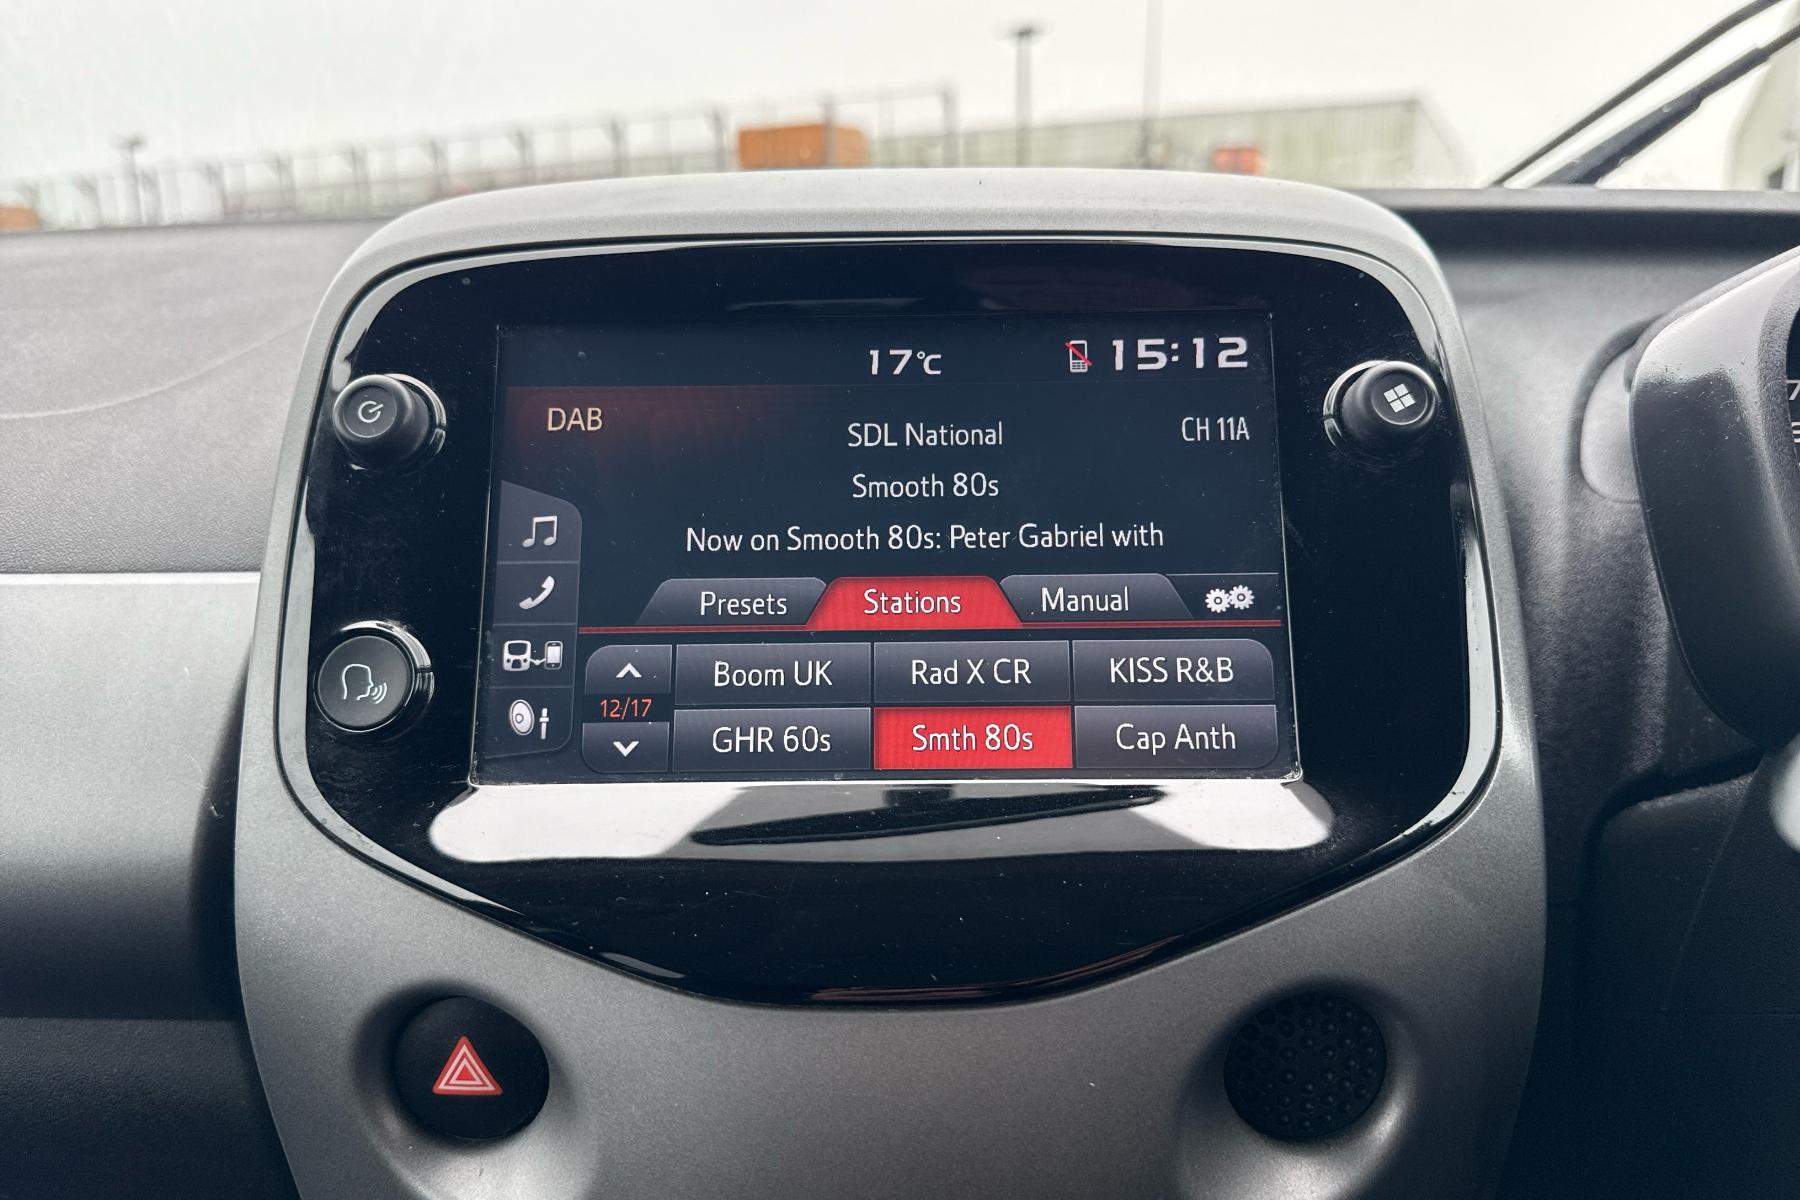 17°C 15:12
DAB
SDL National
CH 11A
Smooth 80s
Now on Smooth 80s: Peter Gabriel with
Presets Stations Manual
Boom UK Rad X CR KISS R&B
12/17
GHR 60s Smth 80s Cap Anth